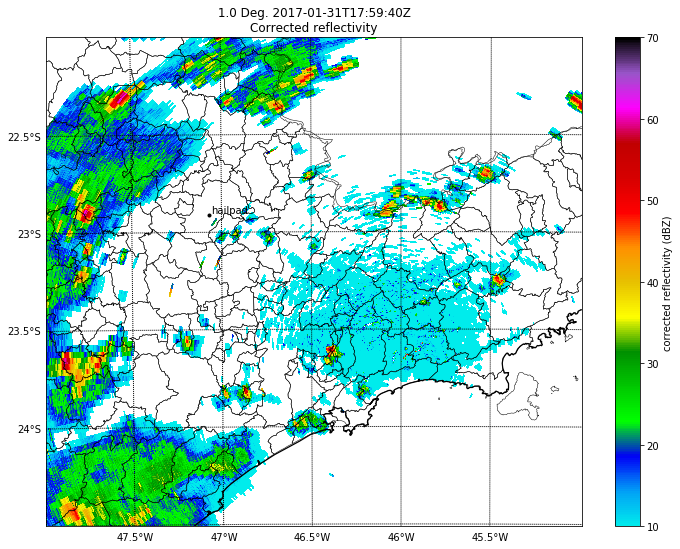 1.0 Deg. 2017-01-31T17:59:40Z
Corrected reflectivity
70
60
50
40
30
20
10
corrected reflectivity (dBZ)
22.5°S
23°S
23.5°S
24°S
hailpad
47.5°W
47°W
46.5°W
46°W
45.5°W